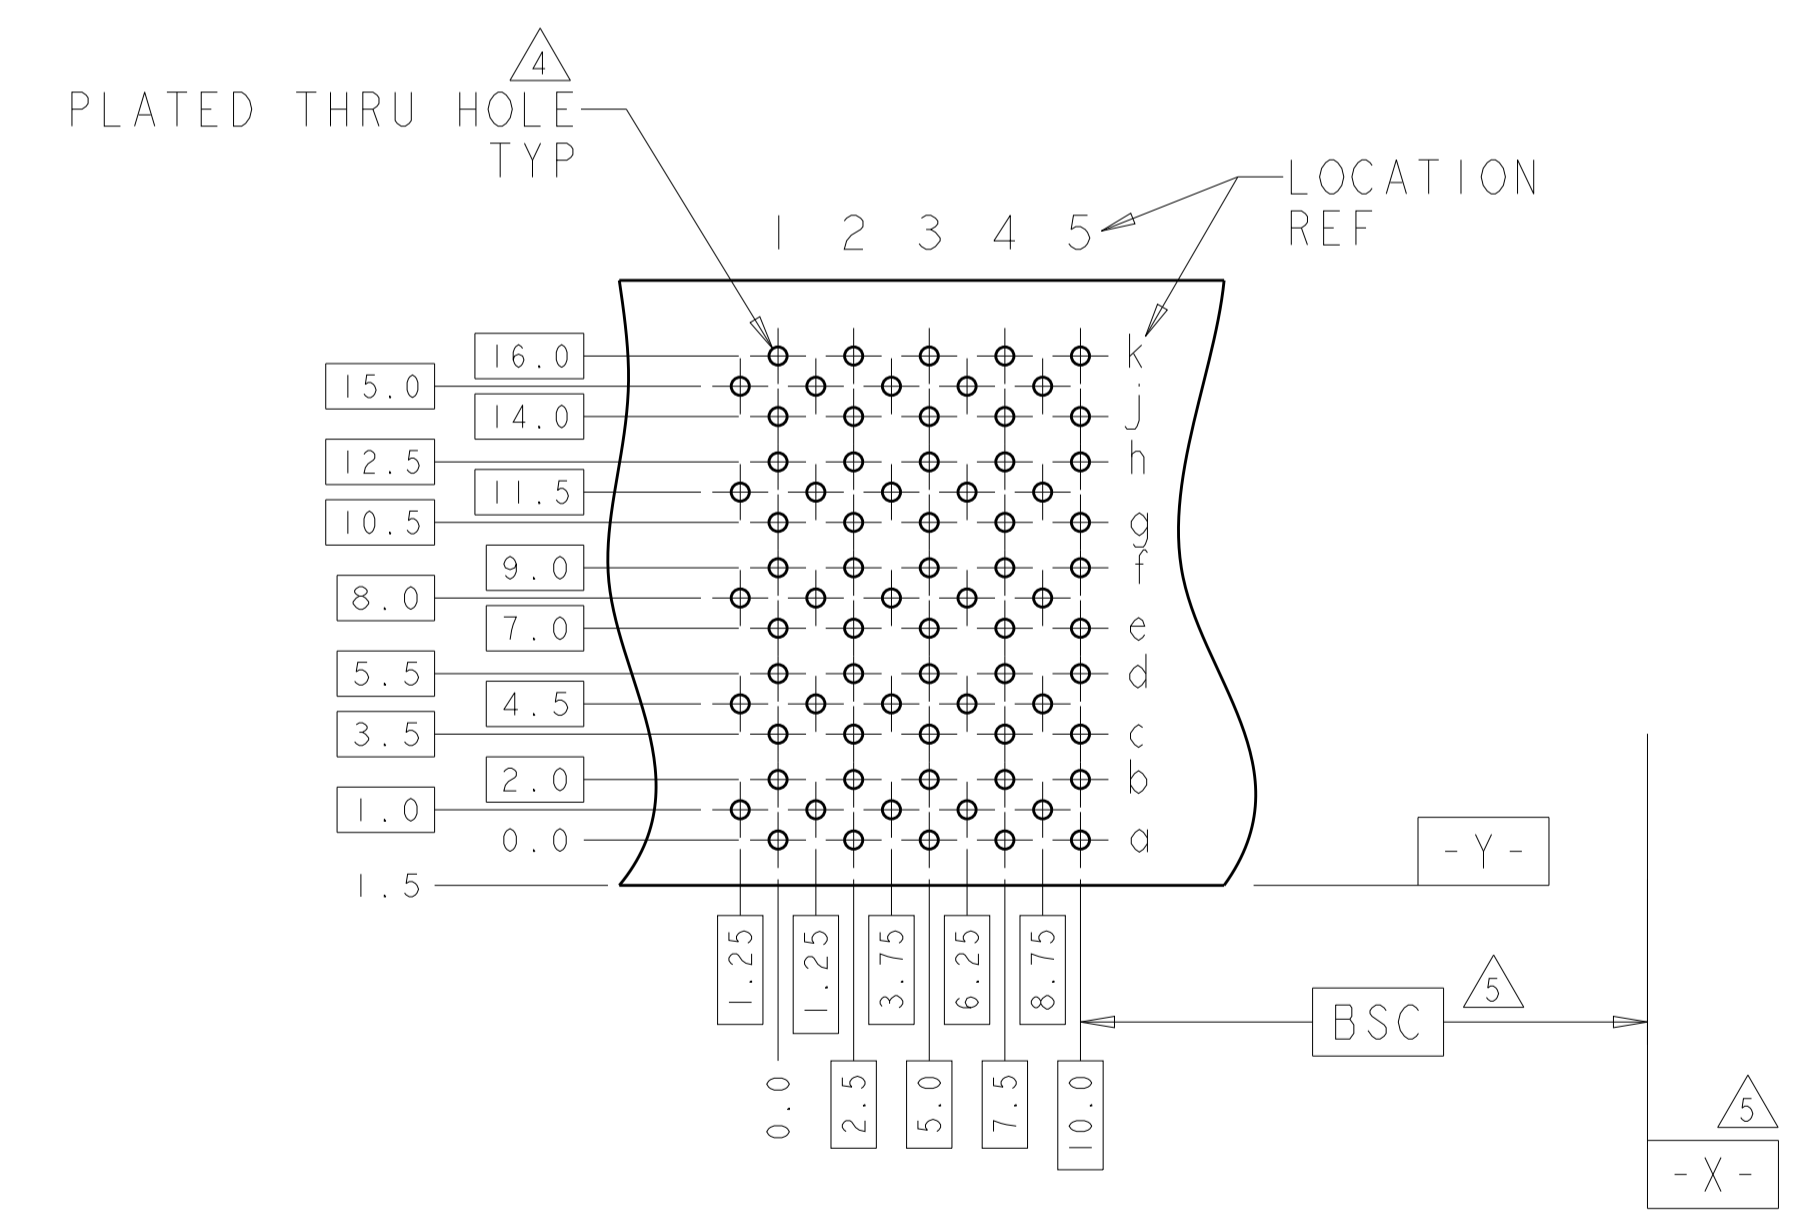 4
PLATED THRU HOLE
TYP
LOCATION
REF
1 2 3 4 5
16.0 k
15.0
14.0 j
12.5 h
11.5
10.5 g
9.0 f
8.0
7.0 e
5.5 d
4.5
3.5 c
2.0 b
1.0
0.0 a
1.5
-Y-
1.25 1.25 3.75 6.25 8.75
BSC 5
0.0 2.5 5.0 7.5 10.0
5
-X-